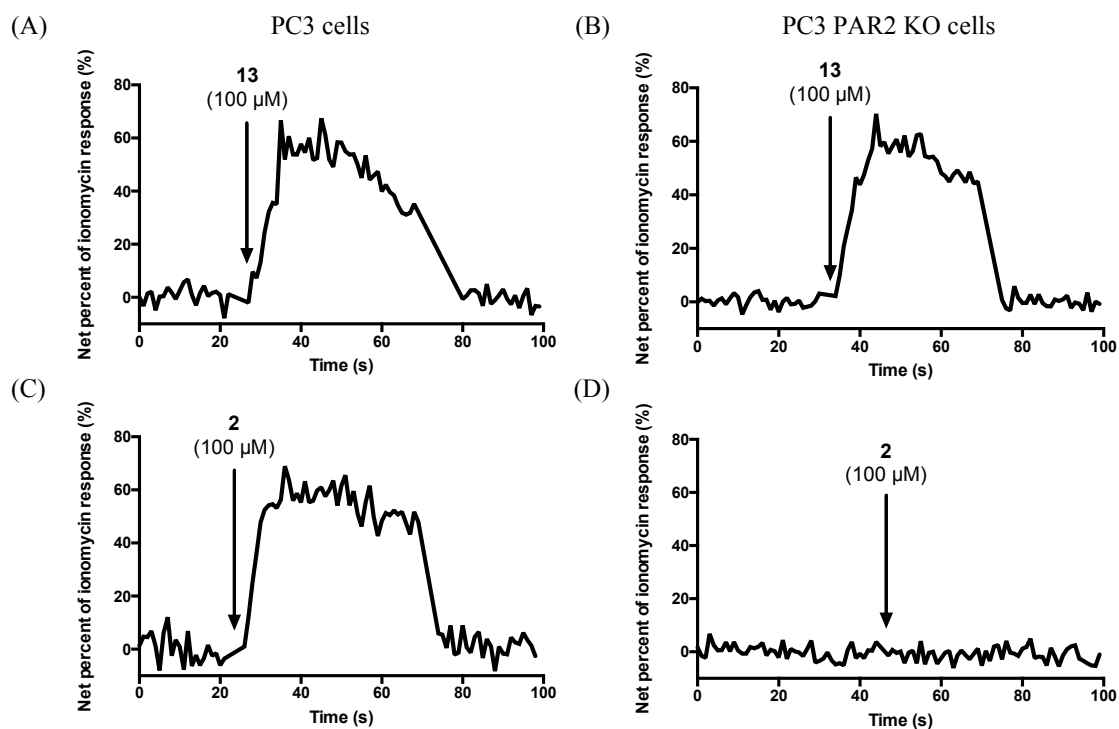 (A)
PC3 cells
Net percent of ionomycin response (%)
80
60
40
20
0
13
(100 µM)
0 20 40 60 80 100
Time (s)
(B)
PC3 PAR2 KO cells
Net percent of ionomycin response (%)
80
60
40
20
0
13
(100 µM)
0 20 40 60 80 100
Time (s)
(C)
Net percent of ionomycin response (%)
80
60
40
20
0
2
(100 µM)
0 20 40 60 80 100
Time (s)
(D)
Net percent of ionomycin response (%)
80
60
40
20
0
2
(100 µM)
0 20 40 60 80 100
Time (s)